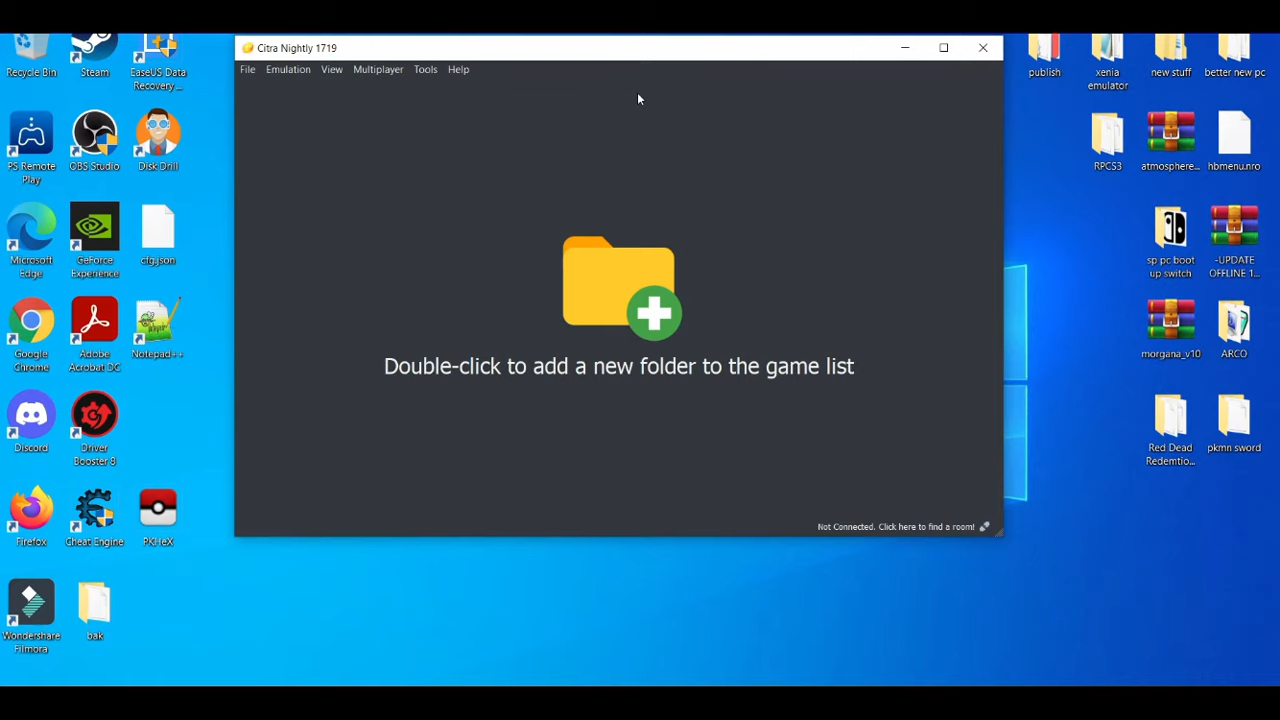 Citra Nightly 1719
File Emulation View Multiplayer Tools Help
Double-click to add a new folder to the game list
Not Connected. Click here to find a room!
Recycle Bin
Steam
EaseUS Data
Recovery ...
PS Remote
Play
OBS Studio
Disk Drill
Microsoft
Edge
GeForce
Experience
cfg.json
Google
Chrome
Adobe
Acrobat DC
Notepad++
Discord
Driver
Booster 8
Firefox
Cheat Engine
PKHeX
Wondershare
Filmora
bak
publish
xenia
emulator
new stuff
better new pc
RPCS3
atmosphere...
hbmenu.nro
sp pc boot
up switch
-UPDATE
OFFLINE 1...
morgana_v10
ARCO
Red Dead
Redemtio...
pkmn sword